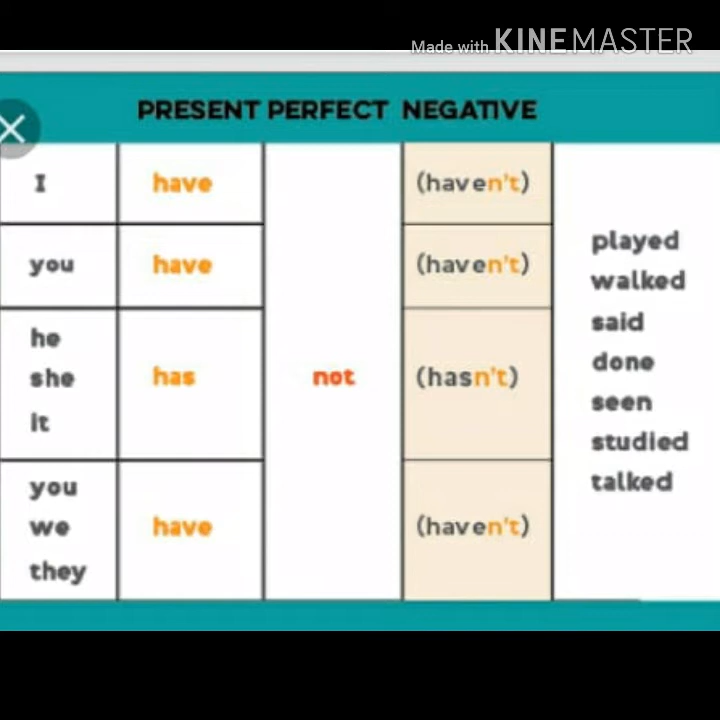 Made with KINEMASTER
PRESENT PERFECT NEGATIVE
I have (haven't)
you have (haven't)
he
she has not (hasn't)
it
you
we have (haven't)
they
played
walked
said
done
seen
studied
talked